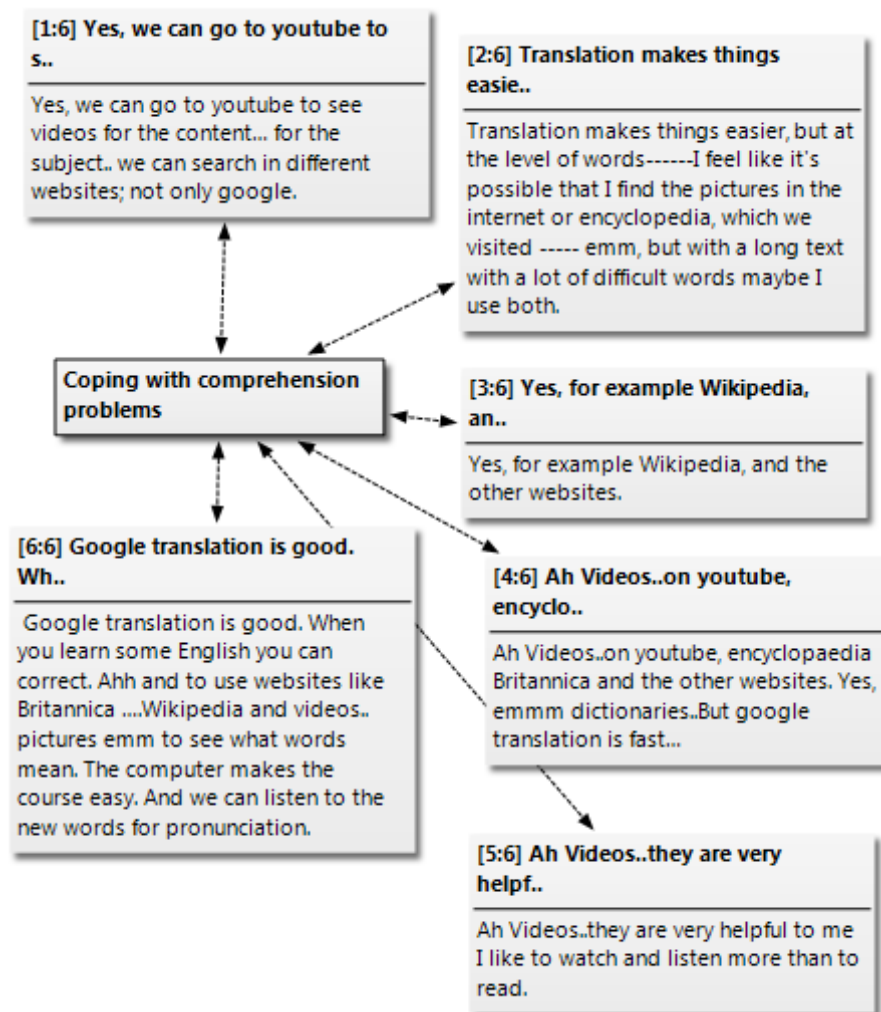 [1:6] Yes, we can go to youtube to
s..
Yes, we can go to youtube to see
videos for the content... for the
subject.. we can search in different
websites; not only google.
[2:6] Translation makes things
easie..
Translation makes things easier, but at
the level of words------I feel like it's
possible that I find the pictures in the
internet or encyclopedia, which we
visited ----- emm, but with a long text
with a lot of difficult words maybe I
use both.
Coping with comprehension
problems
[3:6] Yes, for example Wikipedia,
an..
Yes, for example Wikipedia, and the
other websites.
[6:6] Google translation is good.
Wh..
Google translation is good. When
you learn some English you can
correct. Ahh and to use websites like
Britannica ....Wikipedia and videos..
pictures emm to see what words
mean. The computer makes the
course easy. And we can listen to the
new words for pronunciation.
[4:6] Ah Videos..on youtube,
encyclo..
Ah Videos..on youtube, encyclopaedia
Britannica and the other websites. Yes,
emmm dictionaries..But google
translation is fast...
[5:6] Ah Videos..they are very
helpf..
Ah Videos..they are very helpful to me
I like to watch and listen more than to
read.